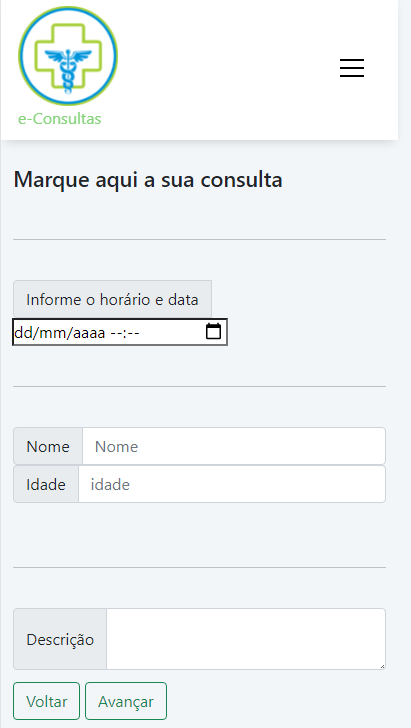 e-Consultas
Marque aqui a sua consulta
Informe o horário e data
dd/mm/aaaa --:--
Nome Nome
Idade idade
Descrição
Voltar Avançar